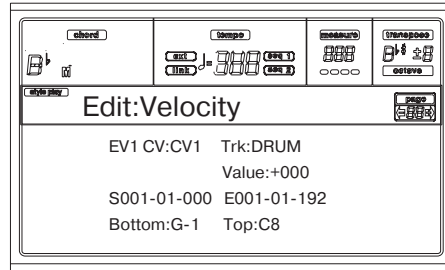 chord tempo measure transpose
ext seq 1
link seq 2
octave
style play
Edit:Velocity
page
EV1 CV:CV1 Trk:DRUM
Value:+000
S001-01-000 E001-01-192
Bottom:G-1 Top:C8